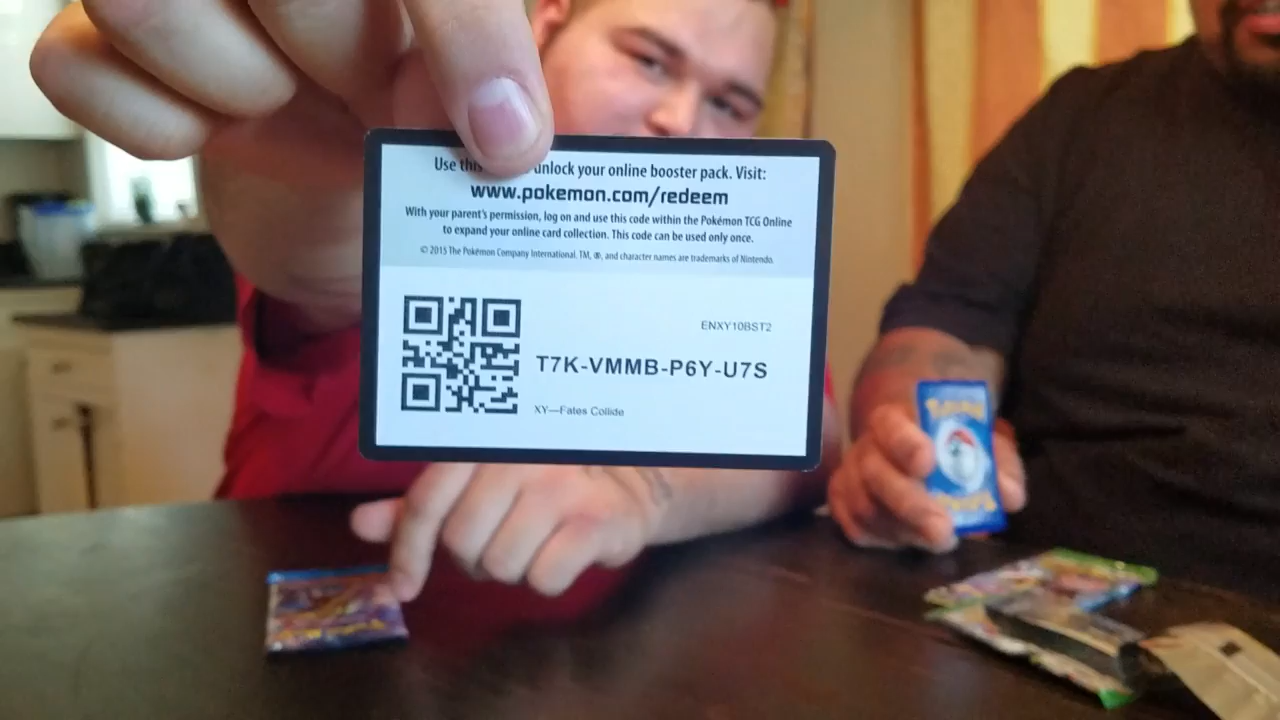 Use this unlock your online booster pack. Visit:
www.pokemon.com/redeem
With your parent's permission, log on and use this code within the Pokémon TCG Online
to expand your online card collection. This code can be used only once.
© 2015 The Pokémon Company International. TM, ®, and character names are trademarks of Nintendo.
ENXY10BST2
T7K-VMMB-P6Y-U7S
XY—Fates Collide